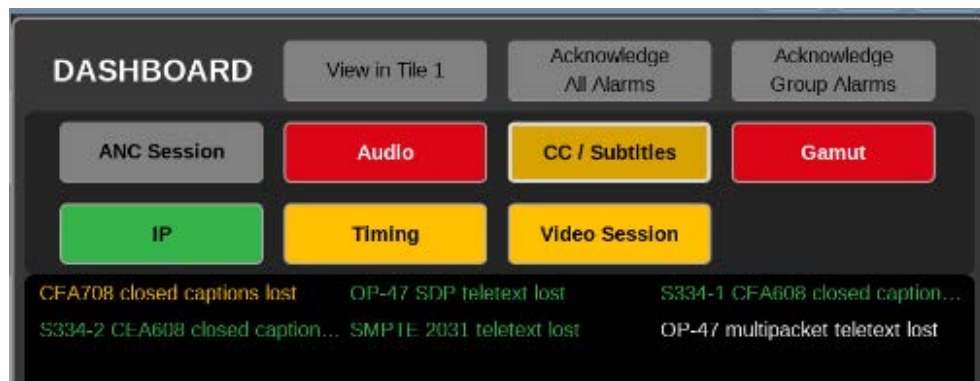 DASHBOARD
View in Tile 1
Acknowledge
All Alarms
Acknowledge
Group Alarms
ANC Session
Audio
CC / Subtitles
Gamut
IP
Timing
Video Session
CEA708 closed captions lost
OP-47 SDP teletext lost
S334-1 CEA608 closed caption...
S334-2 CEA608 closed caption...
SMPTE 2031 teletext lost
OP-47 multipacket teletext lost